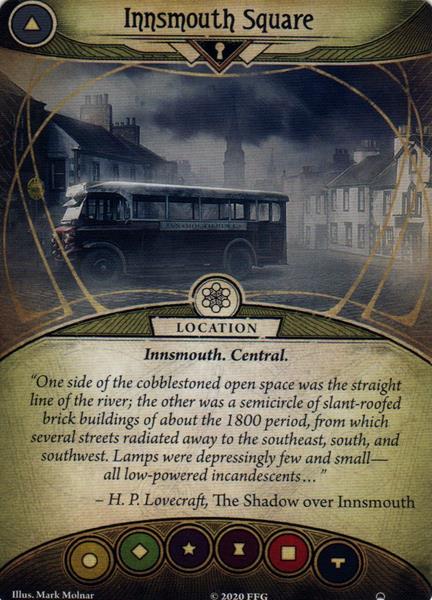 Innsmouth Square
INNSMOUTH
LOCATION
Innsmouth. Central.
“One side of the cobblestoned open space was the straight
line of the river; the other was a semicircle of slant-roofed
brick buildings of about the 1800 period, from which
several streets radiated away to the southeast, south, and
southwest. Lamps were depressingly few and small—
all low-powered incandescents…”
– H. P. Lovecraft, The Shadow over Innsmouth
Illus. Mark Molnar
© 2020 FFG